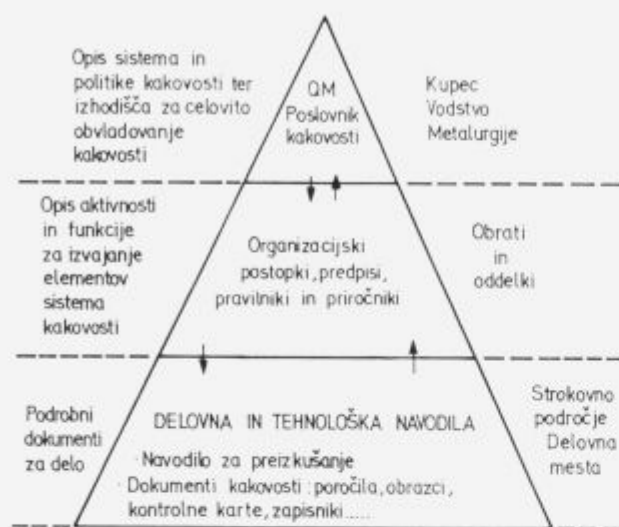 Opis sistema in
politike kakovosti ter
izhodišča za celovito
obvladovanje
kakovosti
QM
Poslovnik
kakovosti
Kupec
Vodstvo
Metalurgije
Opis aktivnosti
in funkcije
za izvajanje
elementov
sistema
kakovosti
Organizacijski
postopki, predpisi,
pravilniki in priročniki
Obrati
in
oddelki
Podrobni
dokumenti
za delo
DELOVNA IN TEHNOLOŠKA NAVODILA
· Navodilo za preizkušanje
· Dokumenti kakovosti : poročila, obrazci,
kontrolne karte, zapisniki.....
Strokovno
področje
Delovna
mesta